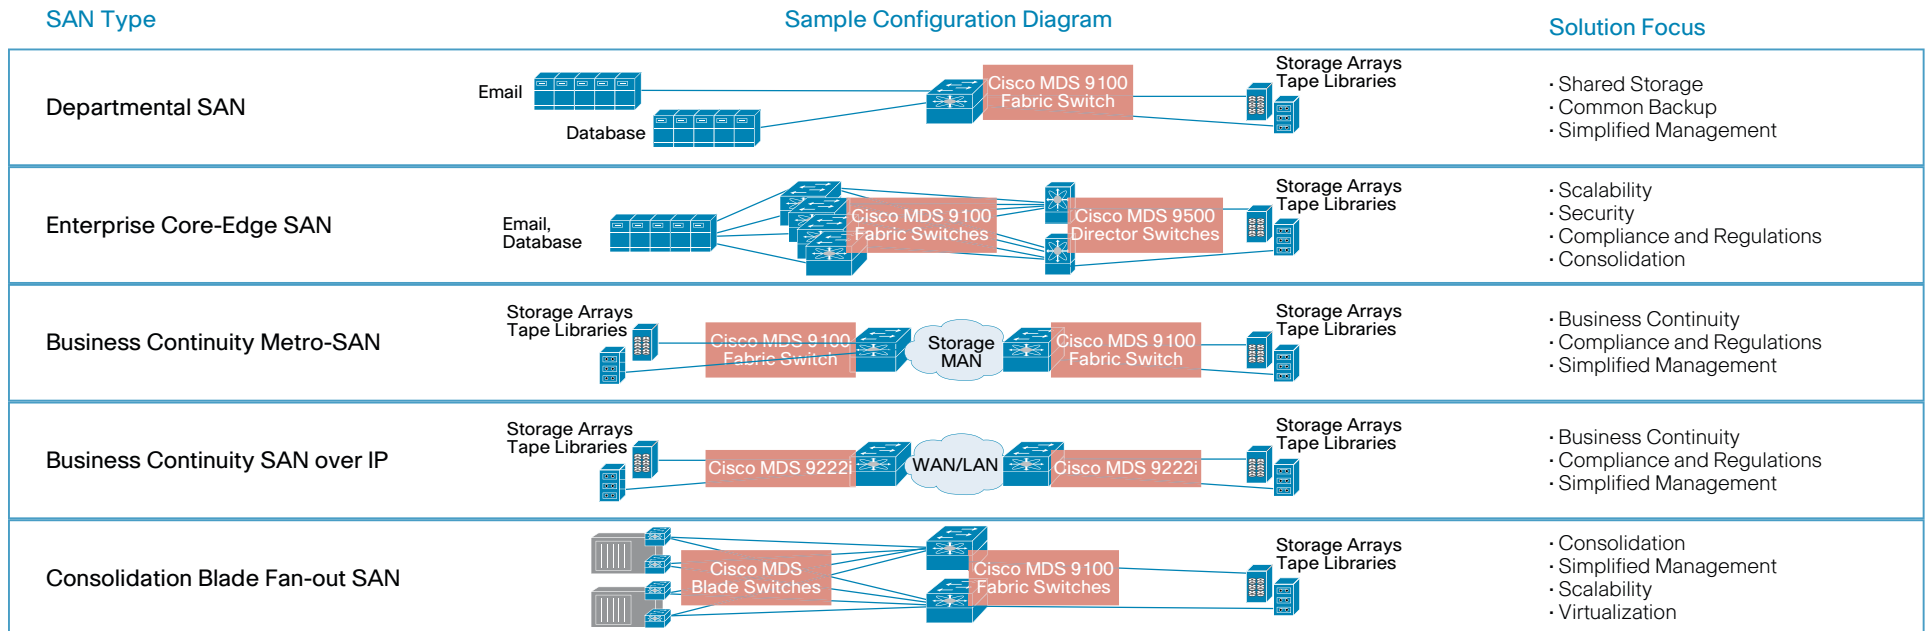 SAN Type
Sample Configuration Diagram
Solution Focus
Departmental SAN
Email
Database
Cisco MDS 9100
Fabric Switch
Storage Arrays
Tape Libraries
· Shared Storage
· Common Backup
· Simplified Management
Enterprise Core-Edge SAN
Email,
Database
Cisco MDS 9100
Fabric Switches
Cisco MDS 9500
Director Switches
Storage Arrays
Tape Libraries
· Scalability
· Security
· Compliance and Regulations
· Consolidation
Business Continuity Metro-SAN
Storage Arrays
Tape Libraries
Cisco MDS 9100
Fabric Switch
Storage
MAN
Cisco MDS 9100
Fabric Switch
Storage Arrays
Tape Libraries
· Business Continuity
· Compliance and Regulations
· Simplified Management
Business Continuity SAN over IP
Storage Arrays
Tape Libraries
Cisco MDS 9222i
WAN/LAN
Cisco MDS 9222i
Storage Arrays
Tape Libraries
· Business Continuity
· Compliance and Regulations
· Simplified Management
Consolidation Blade Fan-out SAN
Cisco MDS
Blade Switches
Cisco MDS 9100
Fabric Switches
Storage Arrays
Tape Libraries
· Consolidation
· Simplified Management
· Scalability
· Virtualization